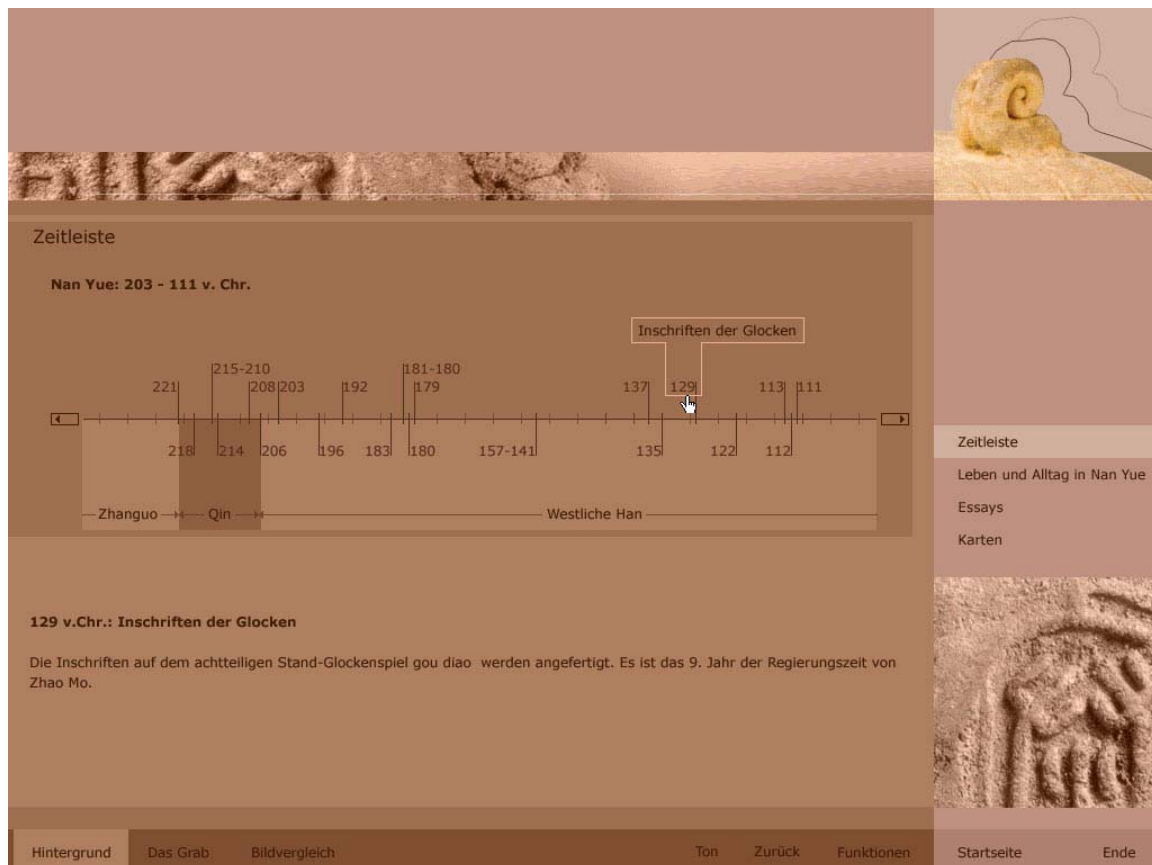 Zeitleiste
Nan Yue: 203 - 111 v. Chr.
Inschriften der Glocken
215-210 181-180
221 208 203 192 179 137 129 113 111
218 214 206 196 183 180 157-141 135 122 112
Zhanguo Qin Westliche Han
129 v.Chr.: Inschriften der Glocken
Die Inschriften auf dem achtteiligen Stand-Glockenspiel gou diao werden angefertigt. Es ist das 9. Jahr der Regierungszeit von
Zhao Mo.
Zeitleiste
Leben und Alltag in Nan Yue
Essays
Karten
Hintergrund Das Grab Bildvergleich Ton Zurück Funktionen Startseite Ende